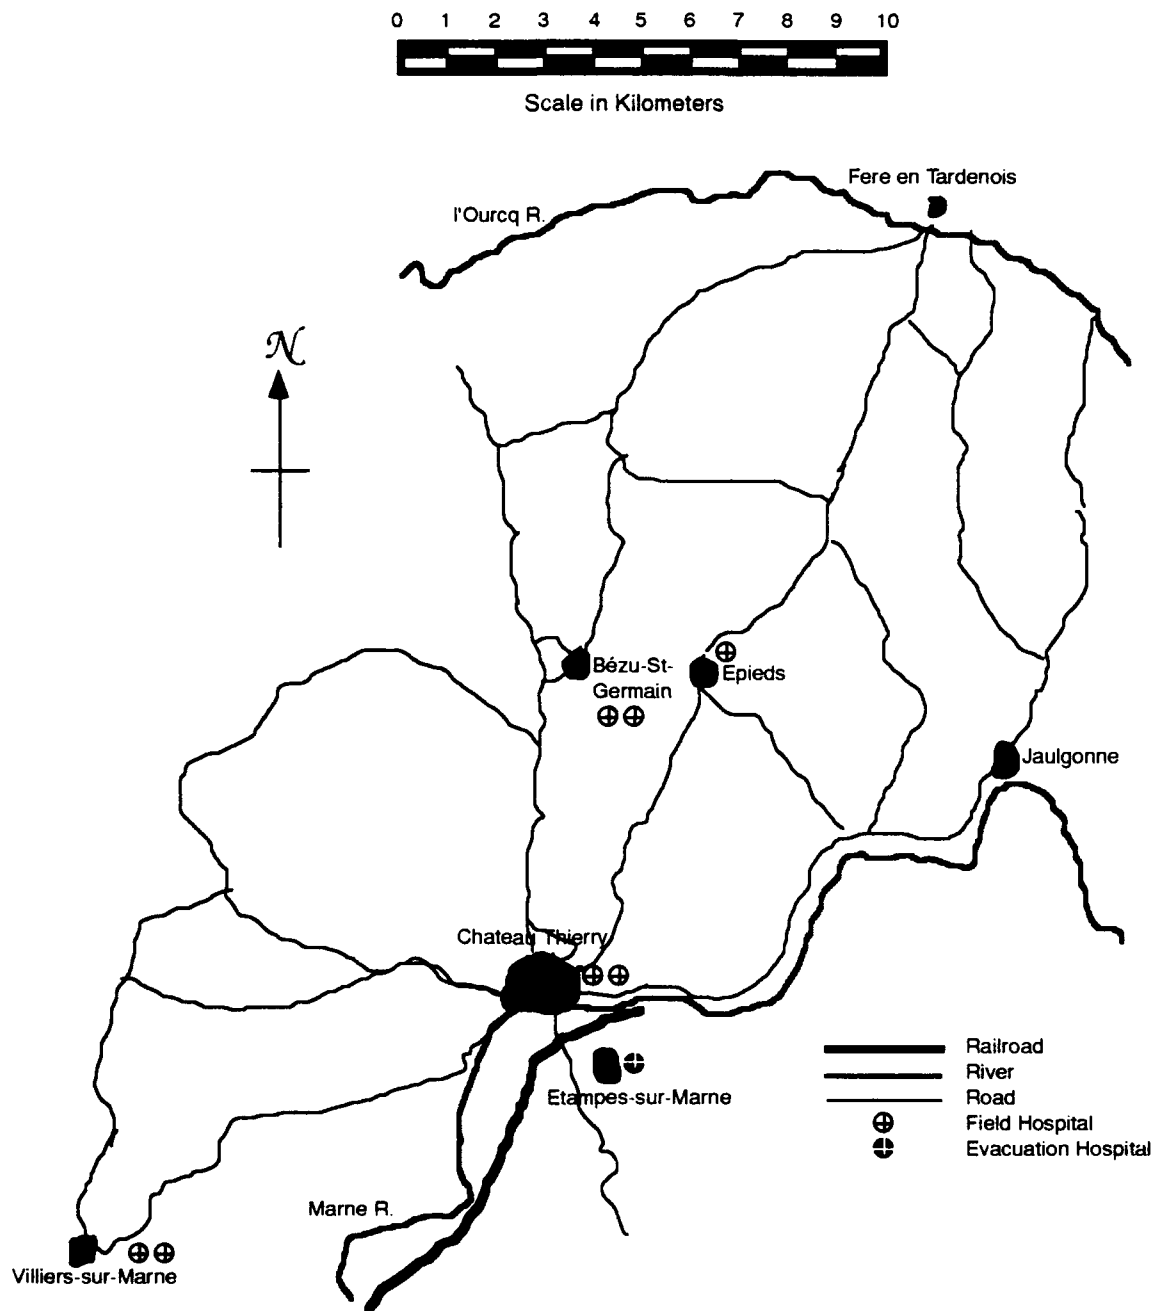 0 1 2 3 4 5 6 7 8 9 10
Scale in Kilometers
Fere en Tardenois
l'Ourcq R.
N
Bézu-St-
Germain
Epieds
Jaulgonne
Chateau Thierry
Etampes-sur-Marne
Railroad
River
Road
Field Hospital
Evacuation Hospital
Marne R.
Villiers-sur-Marne